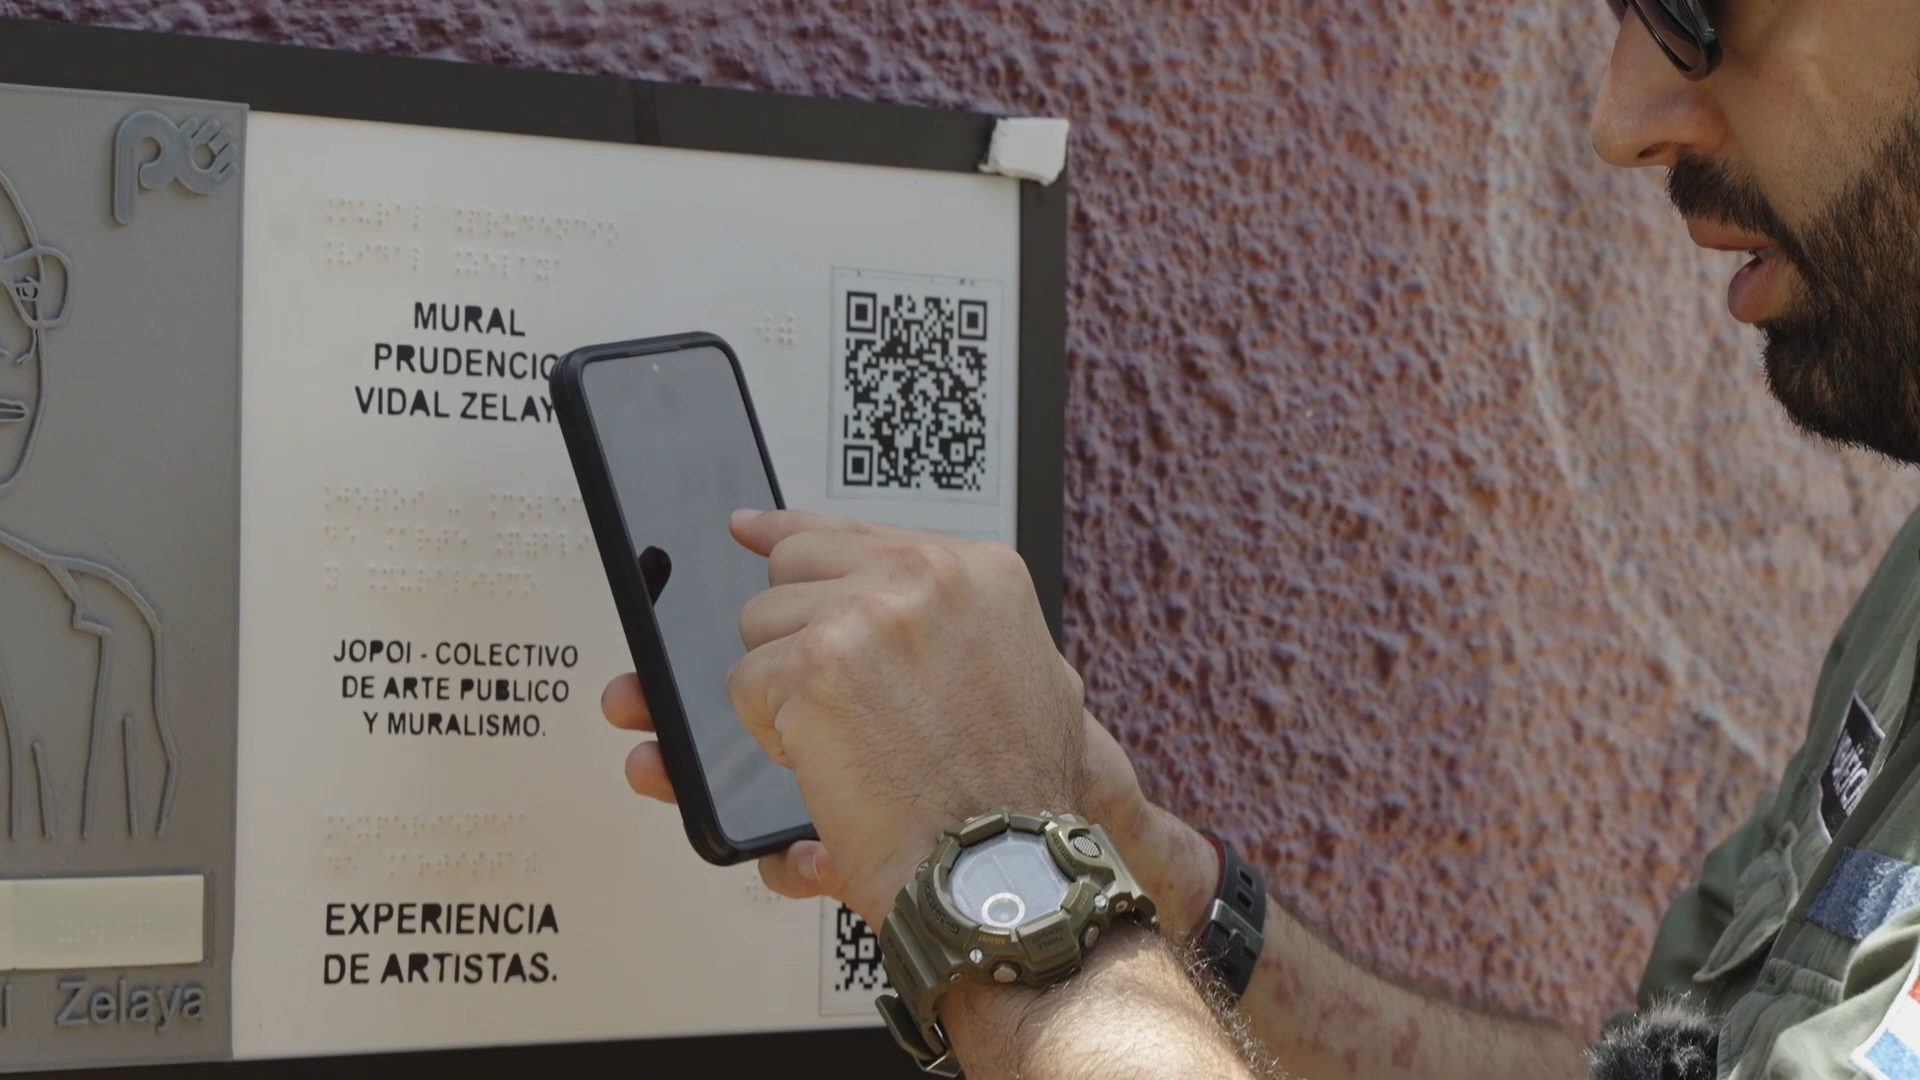 MURAL
PRUDENCIO
VIDAL ZELAY
JOPOI - COLECTIVO
DE ARTE PUBLICO
Y MURALISMO.
EXPERIENCIA
DE ARTISTAS.
Zelaya